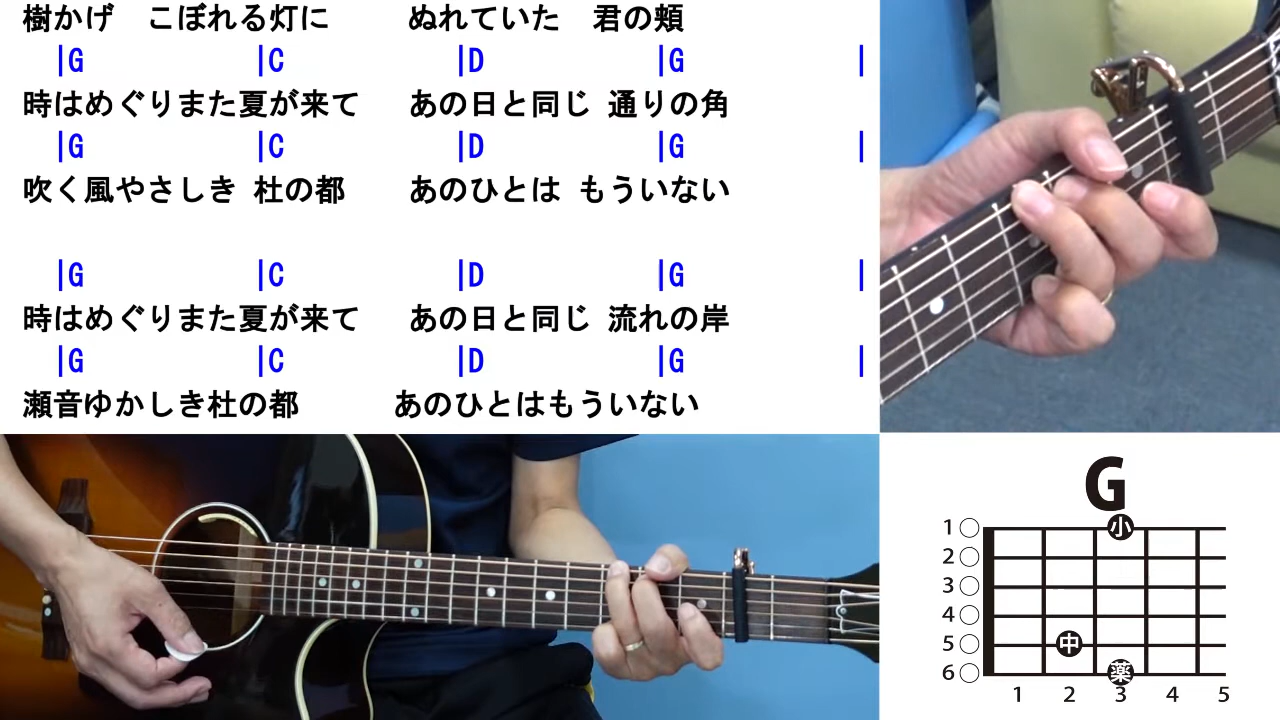 樹かげ　こぼれる灯に　　ぬれていた　君の頬
|G |C |D |G |
時はめぐりまた夏が来て　　あの日と同じ 通りの角
|G |C |D |G |
吹く風やさしき 杜の都　　あのひとは もういない
|G |C |D |G |
時はめぐりまた夏が来て　　あの日と同じ 流れの岸
|G |C |D |G |
瀬音ゆかしき杜の都　　　あのひとはもういない
G
1 小
2
3
4
5 中
6 薬
1 2 3 4 5